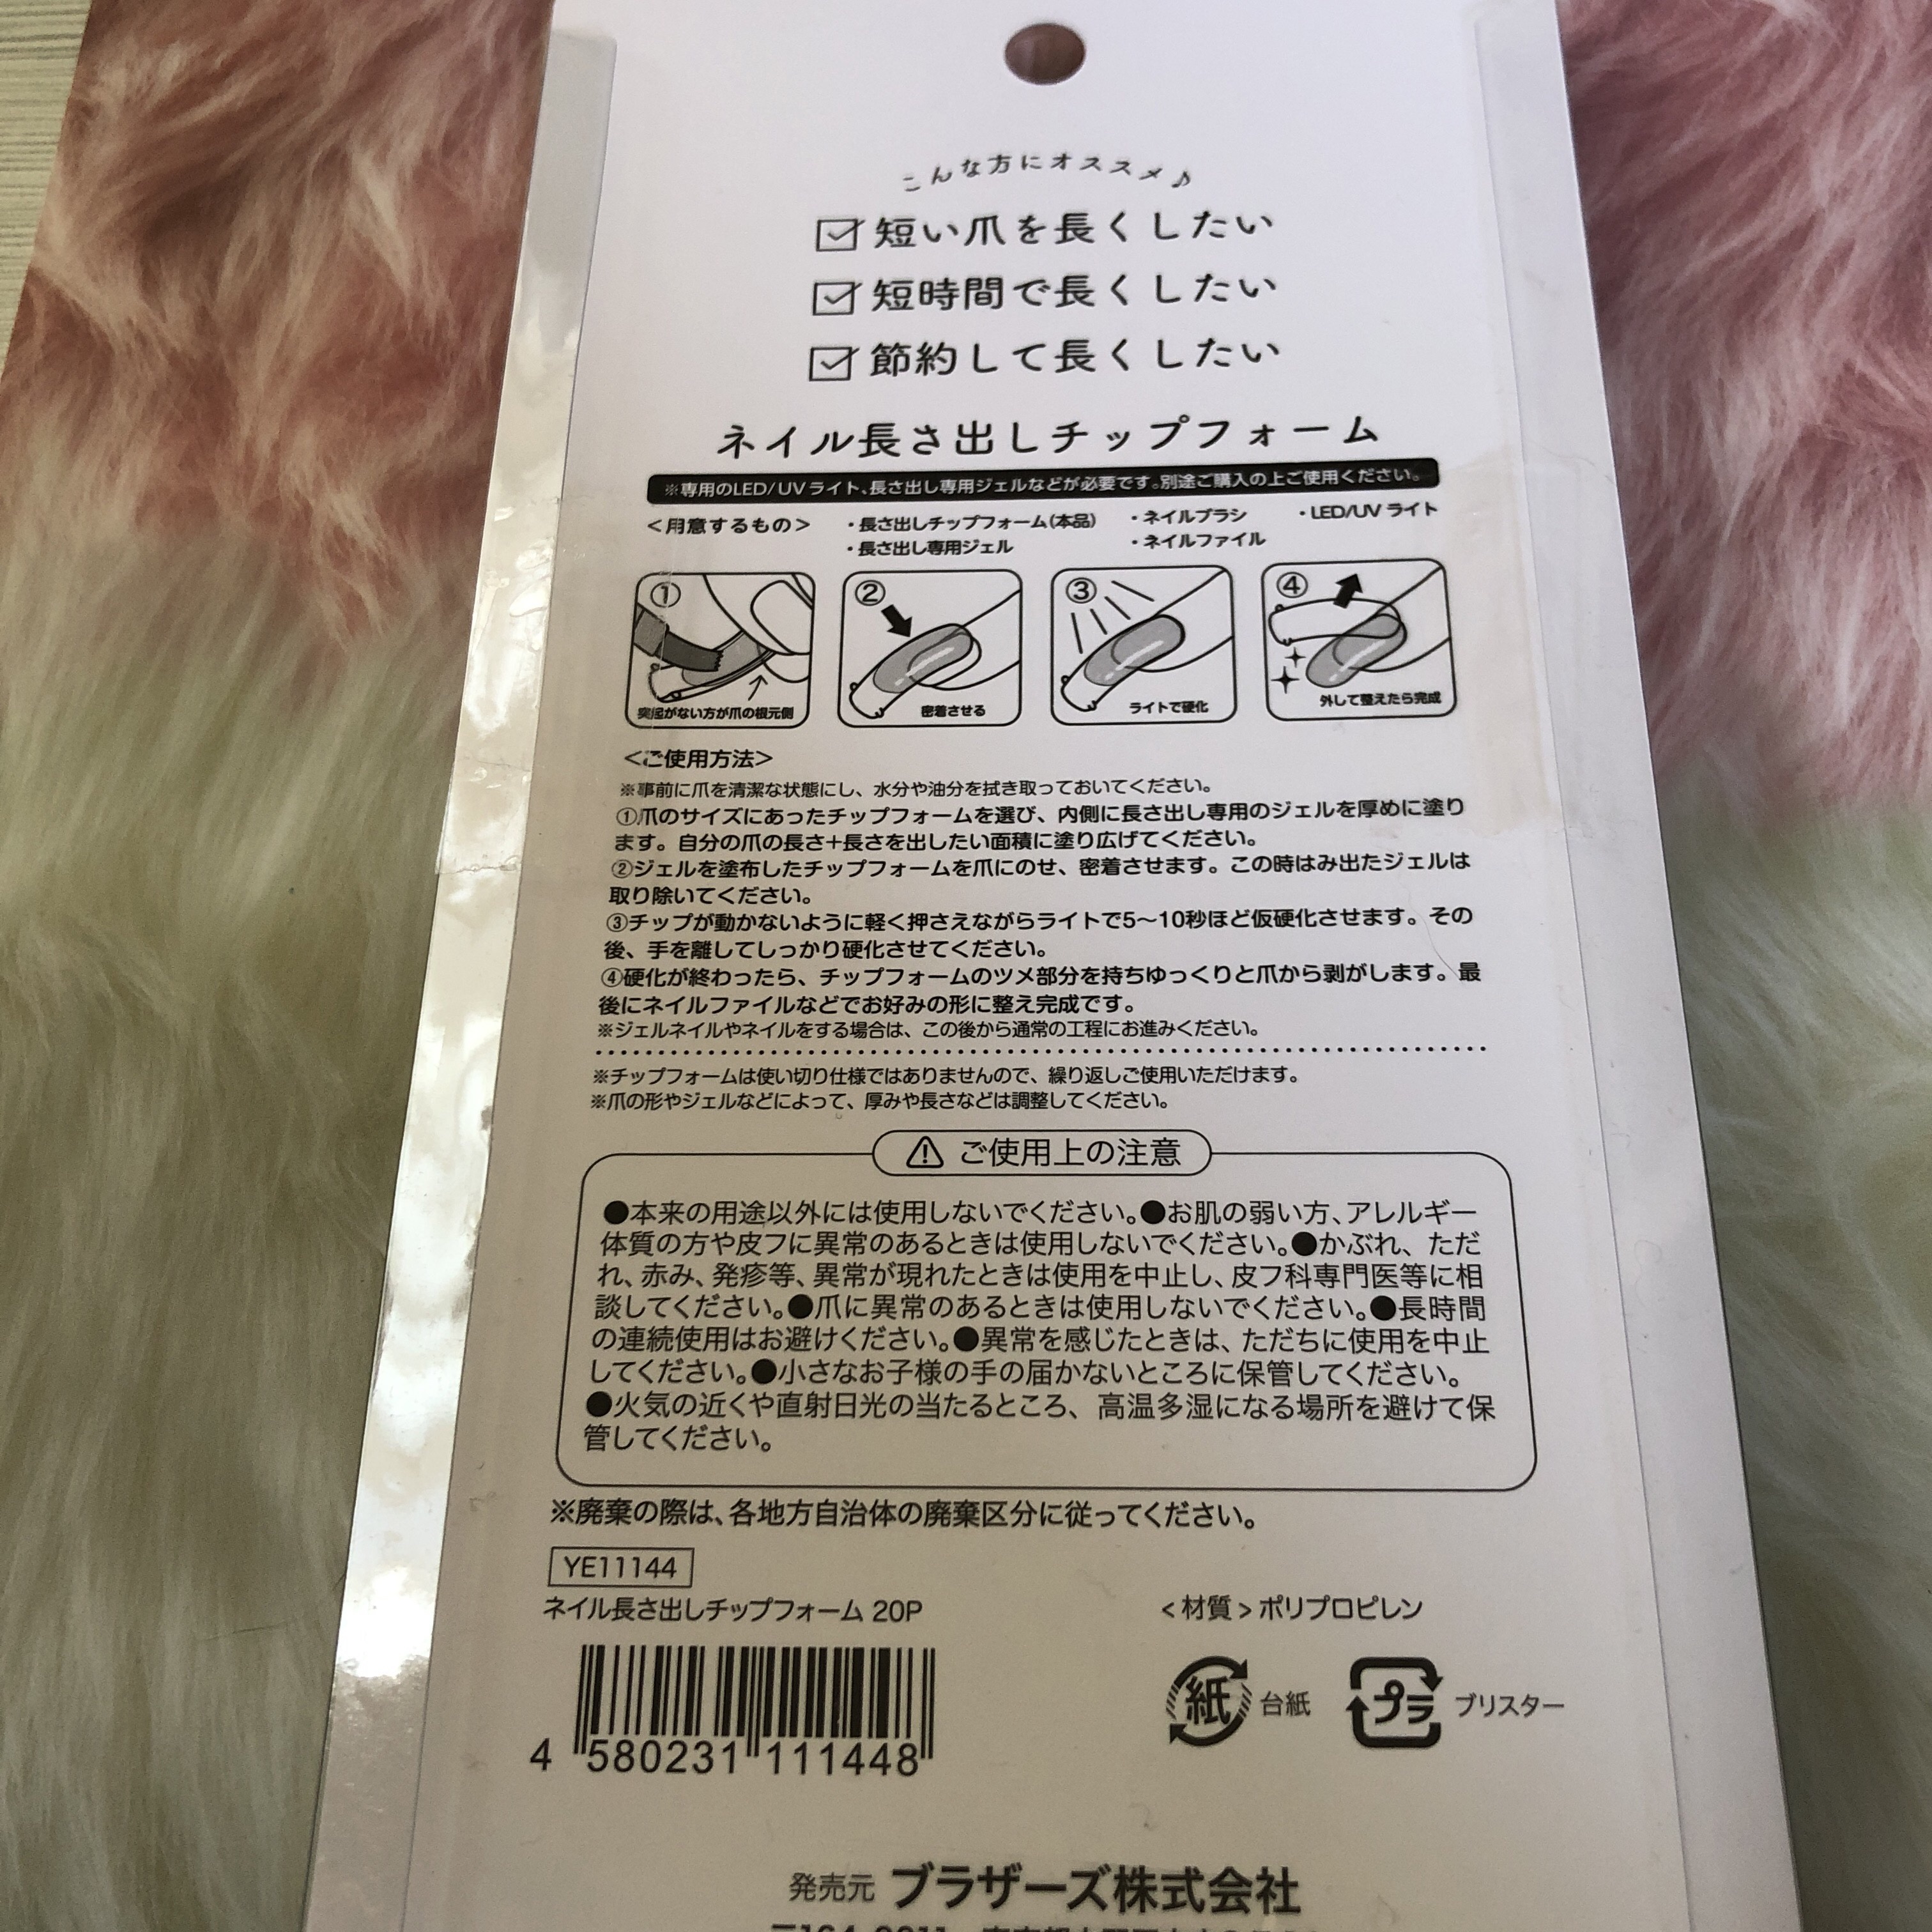 こんな方にオススメ♪
☑短い爪を長くしたい
☑短時間で長くしたい
☑節約して長くしたい
ネイル長さ出しチップフォーム
※専用のLED/UVライト、長さ出し専用ジェルなどが必要です。別途ご購入の上ご使用ください。
<用意するもの>
・長さ出しチップフォーム(本品)
・ネイルブラシ
・LED/UVライト
・長さ出し専用ジェル
・ネイルファイル
①
②
③
④
突起がない方が爪の根元側
密着させる
ライトで硬化
外して整えたら完成
<ご使用方法>
※事前に爪を清潔な状態にし、水分や油分を拭き取っておいてください。
①爪のサイズにあったチップフォームを選び、内側に長さ出し専用のジェルを厚めに塗り
ます。自分の爪の長さ+長さを出したい面積に塗り広げてください。
②ジェルを塗布したチップフォームを爪にのせ、密着させます。この時はみ出たジェルは
取り除いてください。
③チップが動かないように軽く押さえながらライトで5〜10秒ほど仮硬化させます。その
後、手を離してしっかり硬化させてください。
④硬化が終わったら、チップフォームのツメ部分を持ちゆっくりと爪から剥がします。最
後にネイルファイルなどでお好みの形に整え完成です。
※ジェルネイルやネイルをする場合は、この後から通常の工程にお進みください。
※チップフォームは使い切り仕様ではありませんので、繰り返しご使用いただけます。
※爪の形やジェルなどによって、厚みや長さなどは調整してください。
⚠ ご使用上の注意
●本来の用途以外には使用しないでください。●お肌の弱い方、アレルギー
体質の方や皮フに異常のあるときは使用しないでください。●かぶれ、ただ
れ、赤み、発疹等、異常が現れたときは使用を中止し、皮フ科専門医等に相
談してください。●爪に異常のあるときは使用しないでください。●長時間
の連続使用はお避けください。●異常を感じたときは、ただちに使用を中止
してください。●小さなお子様の手の届かないところに保管してください。
●火気の近くや直射日光の当たるところ、高温多湿になる場所を避けて保
管してください。
※廃棄の際は、各地方自治体の廃棄区分に従ってください。
YE11144
ネイル長さ出しチップフォーム 20P
<材質>ポリプロピレン
紙 台紙
プラ ブリスター
4 580231 111448
発売元 ブラザーズ株式会社